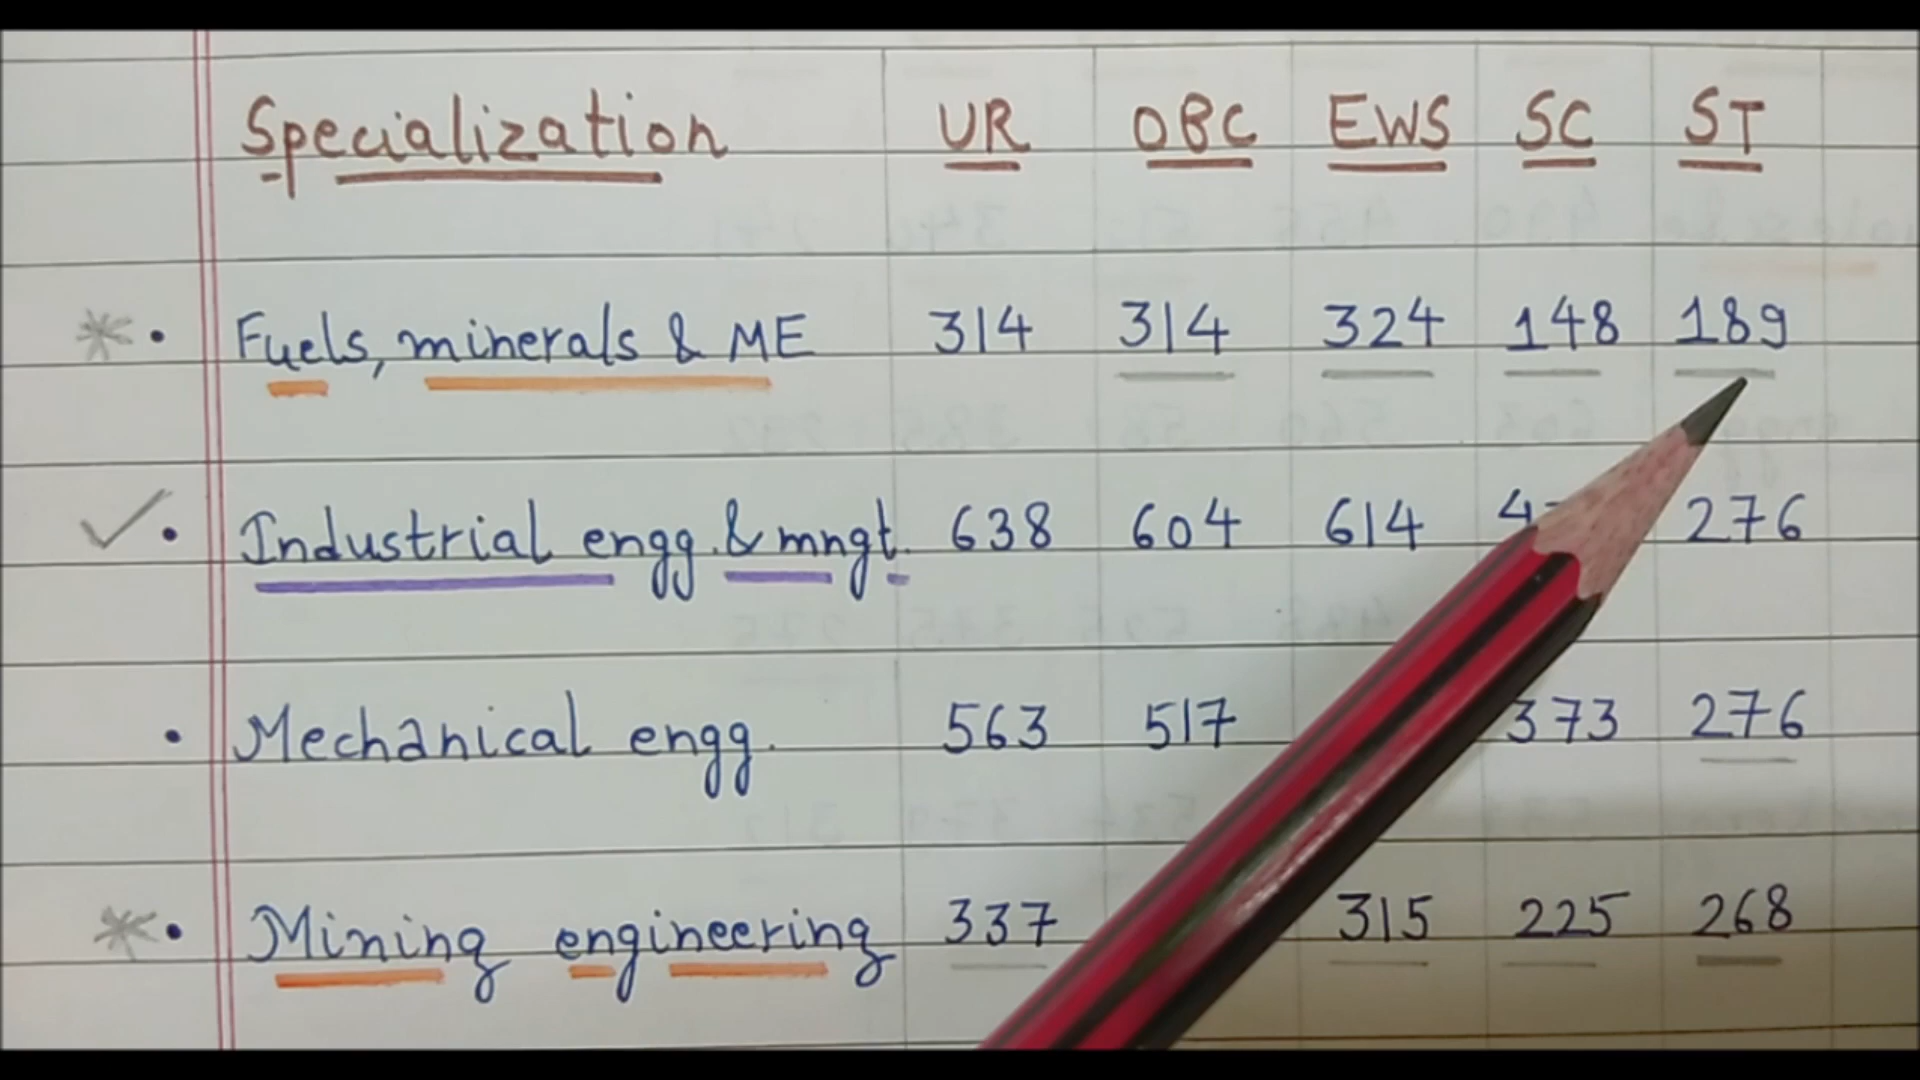 Specialization UR OBC EWS SC ST
Fuels, minerals & ME 314 314 324 148 189
Industrial engg. & mngt. 638 604 614 276
Mechanical engg. 563 517 373 276
Mining engineering 337 315 225 268